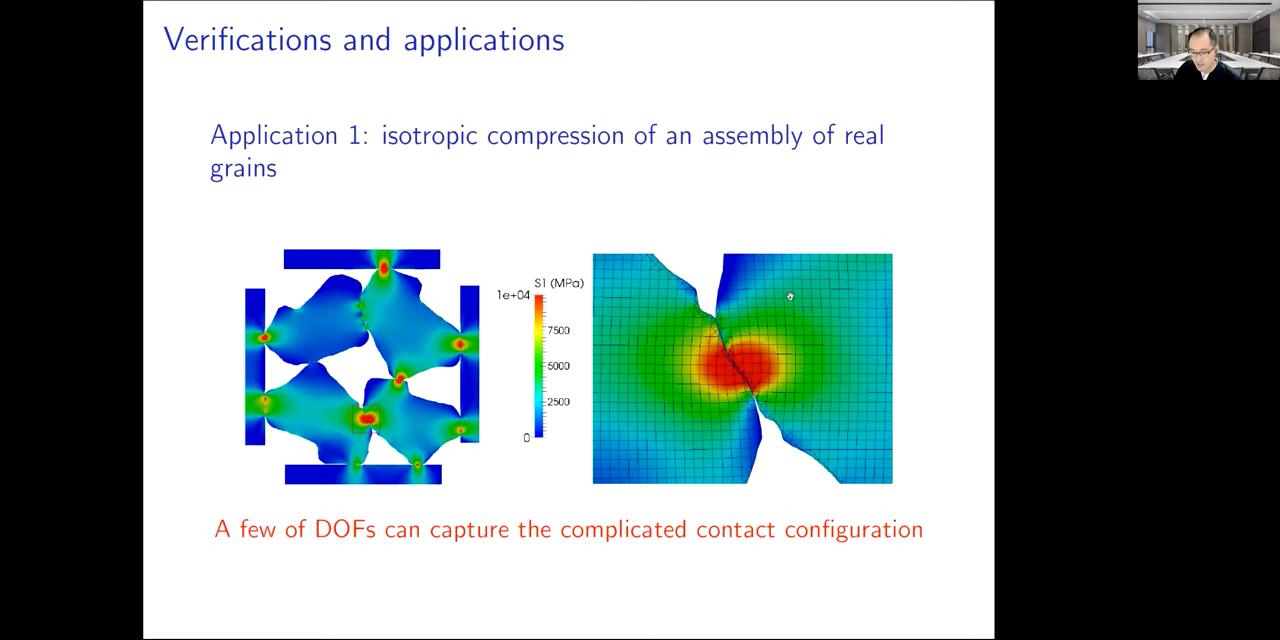 Verifications and applications
Application 1: isotropic compression of an assembly of real
grains
S1 (MPa)
1e+04
7500
5000
2500
0
A few of DOFs can capture the complicated contact configuration